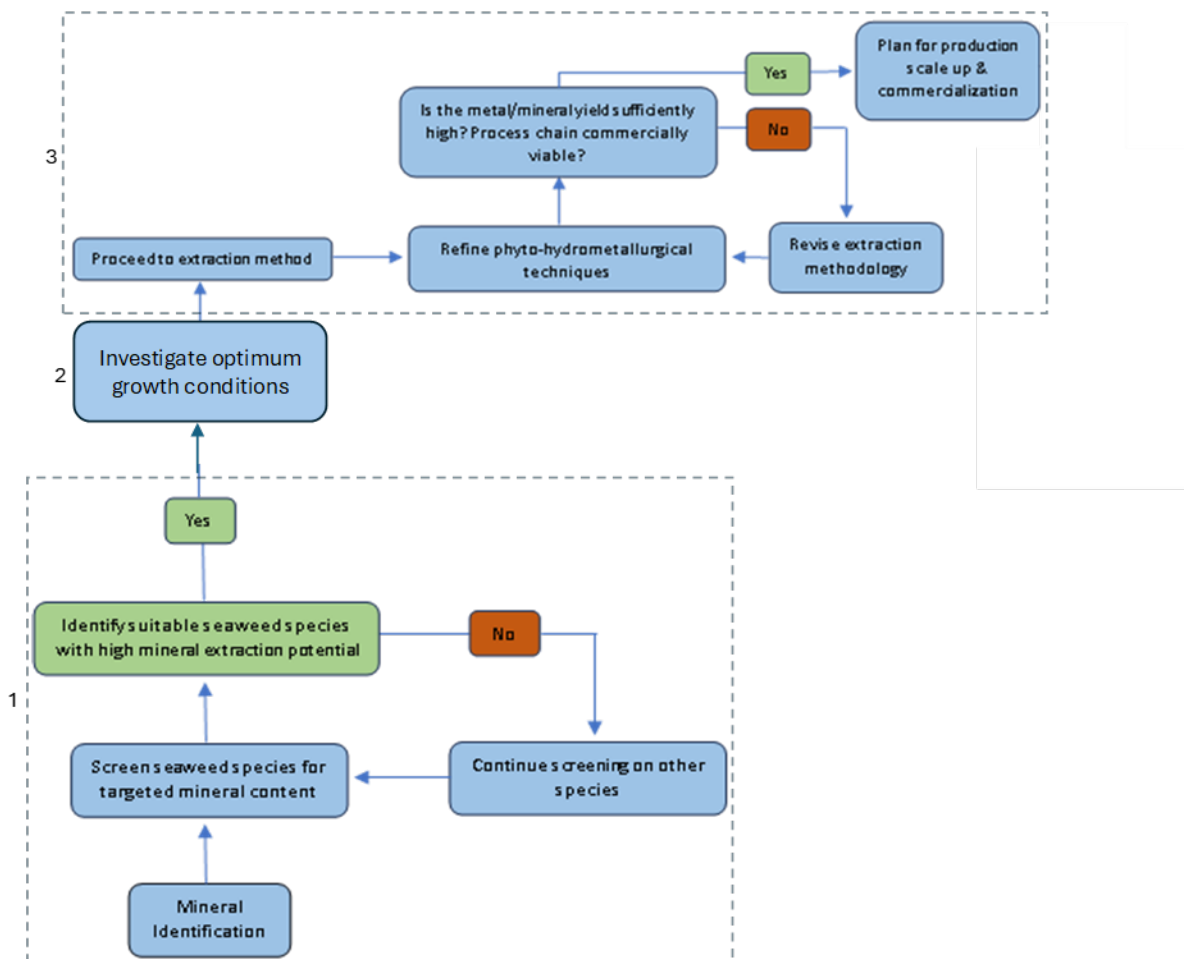 Plan for production
scale up &
commercialization
Yes
Is the metal/mineral yield sufficiently
high? Process chain commercially
viable?
No
3
Proceed to extraction method
Refine phyto-hydrometallurgical
techniques
Revise extraction
methodology
2
Investigate optimum
growth conditions
Yes
Identify suitable seaweed species
with high mineral extraction potential
No
1
Screen seaweed species for
targeted mineral content
Continue screening on other
species
Mineral
Identification